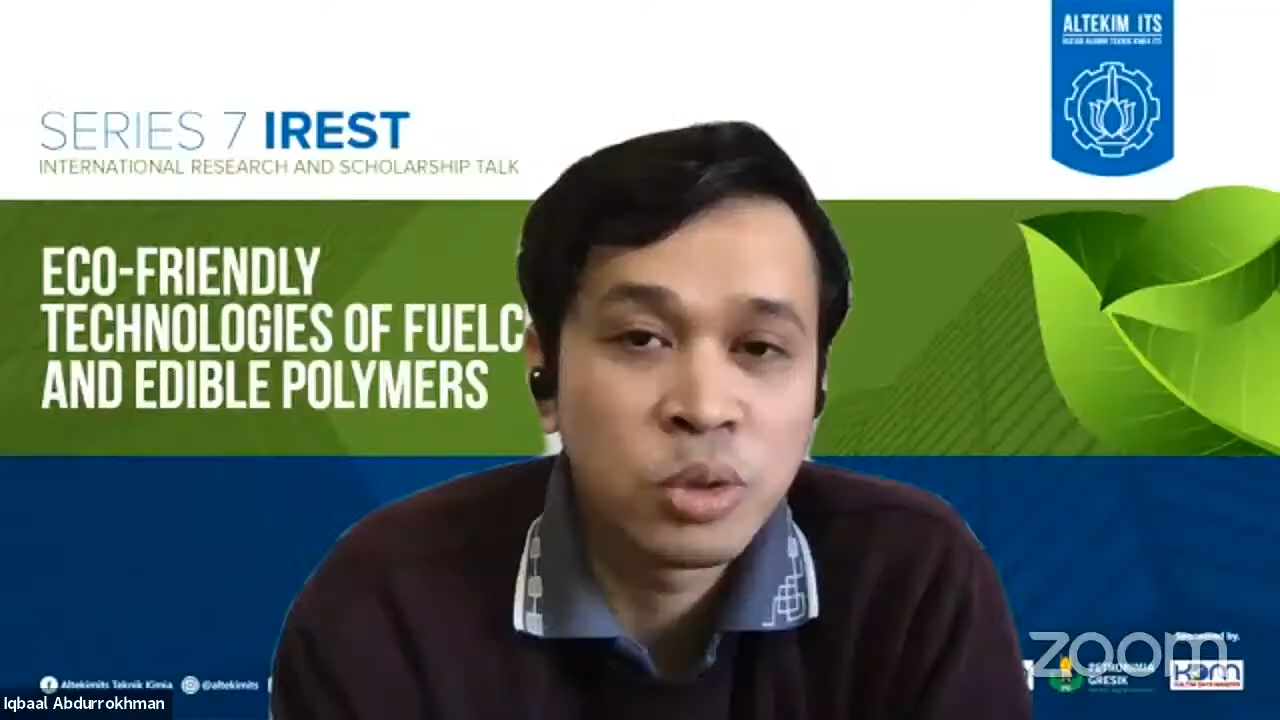 ALTEKIM ITS
SERIES 7 IREST
INTERNATIONAL RESEARCH AND SCHOLARSHIP TALK
ECO-FRIENDLY
TECHNOLOGIES OF FUELC
AND EDIBLE POLYMERS
zoom
Altekimits Teknik Kimia
@altekimits
PETROKIMIA
GRESIK
KDM
Iqbaal Abdurrokhman